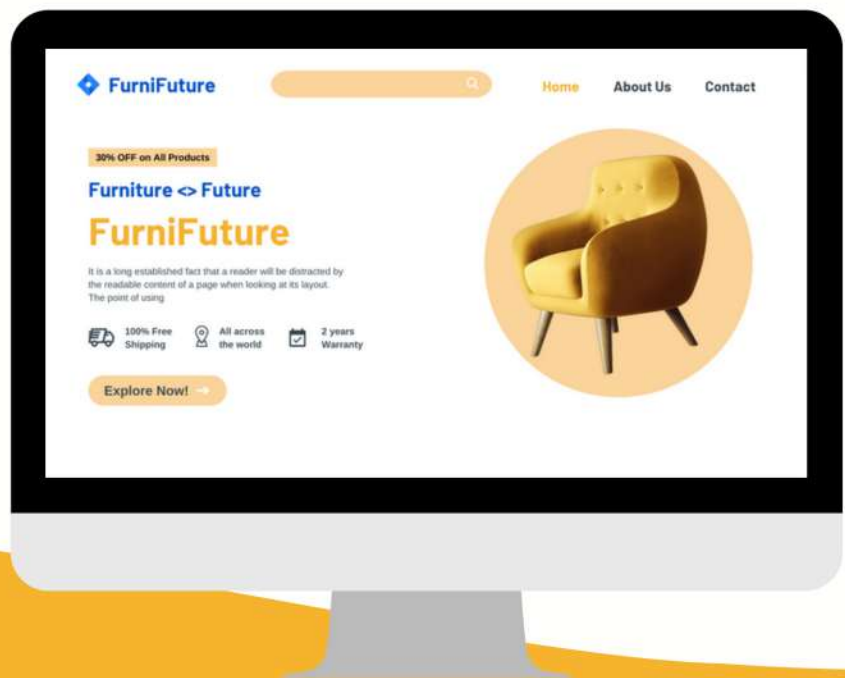 FurniFuture
Home About Us Contact
30% OFF on All Products
Furniture <> Future
FurniFuture
It is a long established fact that a reader will be distracted by
the readable content of a page when looking at its layout.
The point of using
100% Free
Shipping
All across
the world
2 years
Warranty
Explore Now!